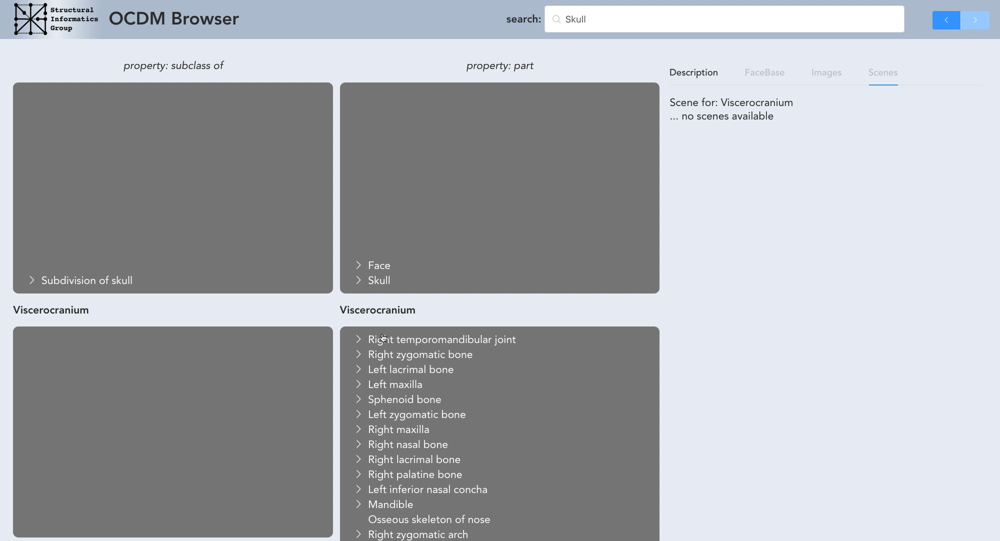 Structural
Informatics
Group
OCDM Browser
search:
Skull
property: subclass of
Subdivision of skull
Viscerocranium
property: part
Face
Skull
Viscerocranium
Right temporomandibular joint
Right zygomatic bone
Left lacrimal bone
Left maxilla
Sphenoid bone
Left zygomatic bone
Right maxilla
Right nasal bone
Right lacrimal bone
Right palatine bone
Left inferior nasal concha
Mandible
Osseous skeleton of nose
Right zygomatic arch
Description FaceBase Images Scenes
Scene for: Viscerocranium
... no scenes available